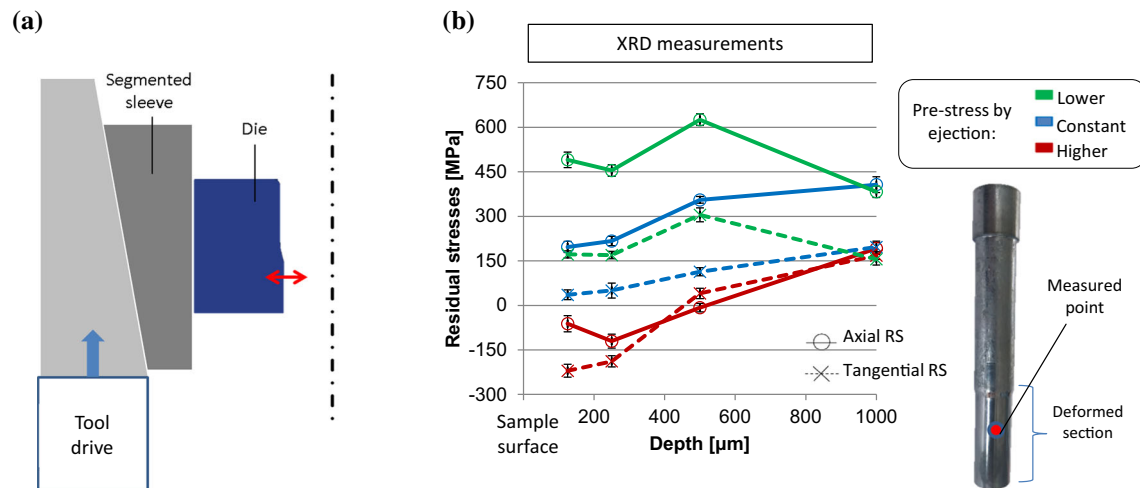 (a)
Segmented
sleeve
Die
Tool
drive
(b)
XRD measurements
Residual stresses [MPa]
750
600
450
300
150
0
-150
-300
Axial RS
Tangential RS
Sample
surface
200
400
600
800
1000
Depth [µm]
Pre-stress by
ejection:
Lower
Constant
Higher
Measured
point
Deformed
section